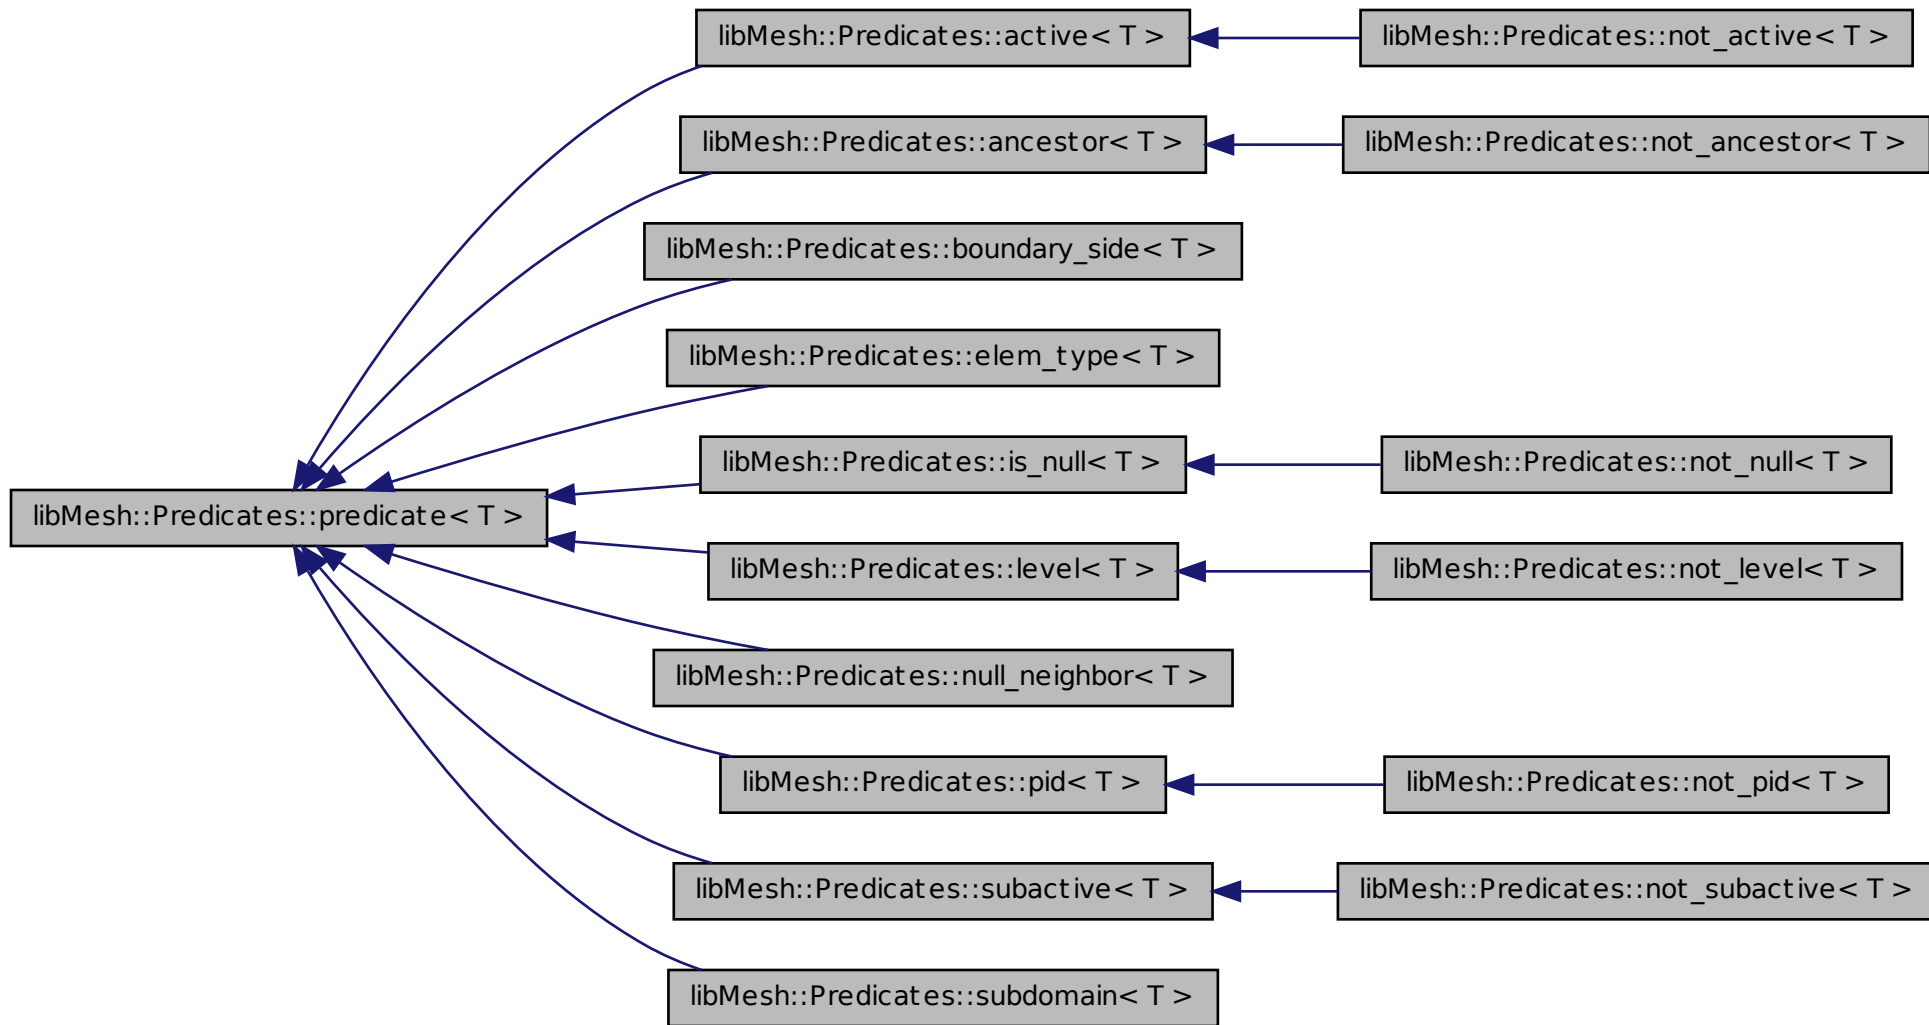 libMesh::Predicates::active< T >
libMesh::Predicates::not_active< T >
libMesh::Predicates::ancestor< T >
libMesh::Predicates::not_ancestor< T >
libMesh::Predicates::boundary_side< T >
libMesh::Predicates::elem_type< T >
libMesh::Predicates::is_null< T >
libMesh::Predicates::not_null< T >
libMesh::Predicates::predicate< T >
libMesh::Predicates::level< T >
libMesh::Predicates::not_level< T >
libMesh::Predicates::null_neighbor< T >
libMesh::Predicates::pid< T >
libMesh::Predicates::not_pid< T >
libMesh::Predicates::subactive< T >
libMesh::Predicates::not_subactive< T >
libMesh::Predicates::subdomain< T >